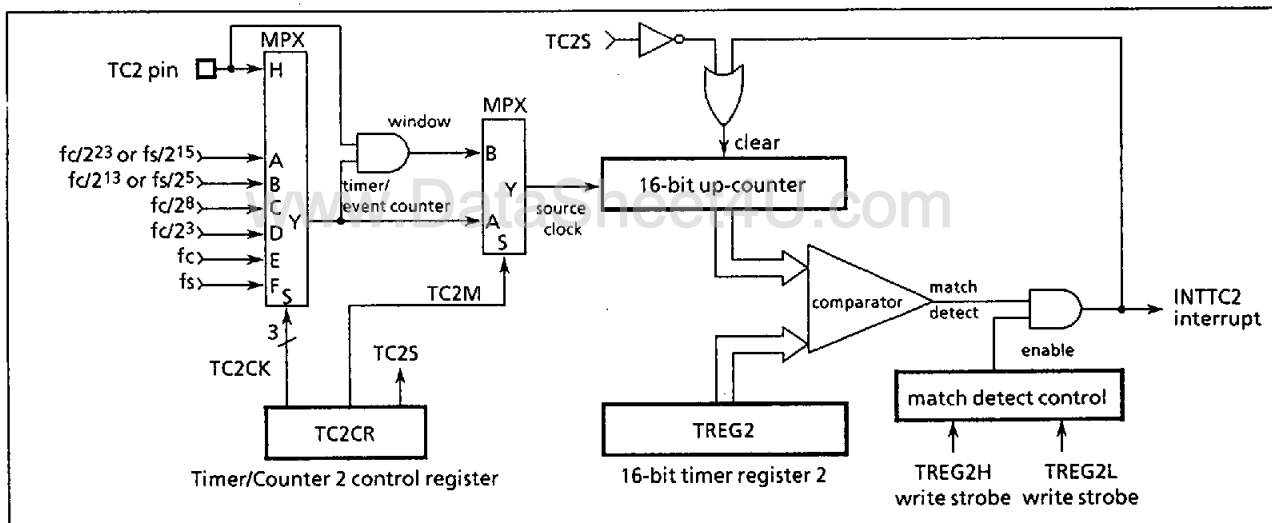 MPX
TC2 pin
H
fc/2²³ or fs/2¹⁵
A
fc/2¹³ or fs/2⁵
B
fc/2⁸
C
fc/2³
D
fc
E
fs
F
Y
S
3
TC2CK
window
timer/
event counter
MPX
B
Y
A
S
TC2M
TC2S
TC2CR
Timer/Counter 2 control register
source
clock
TC2S
clear
16-bit up-counter
www.DataSheet4U.com
comparator
match
detect
enable
INTTC2
interrupt
match detect control
TREG2
16-bit timer register 2
TREG2H
write strobe
TREG2L
write strobe